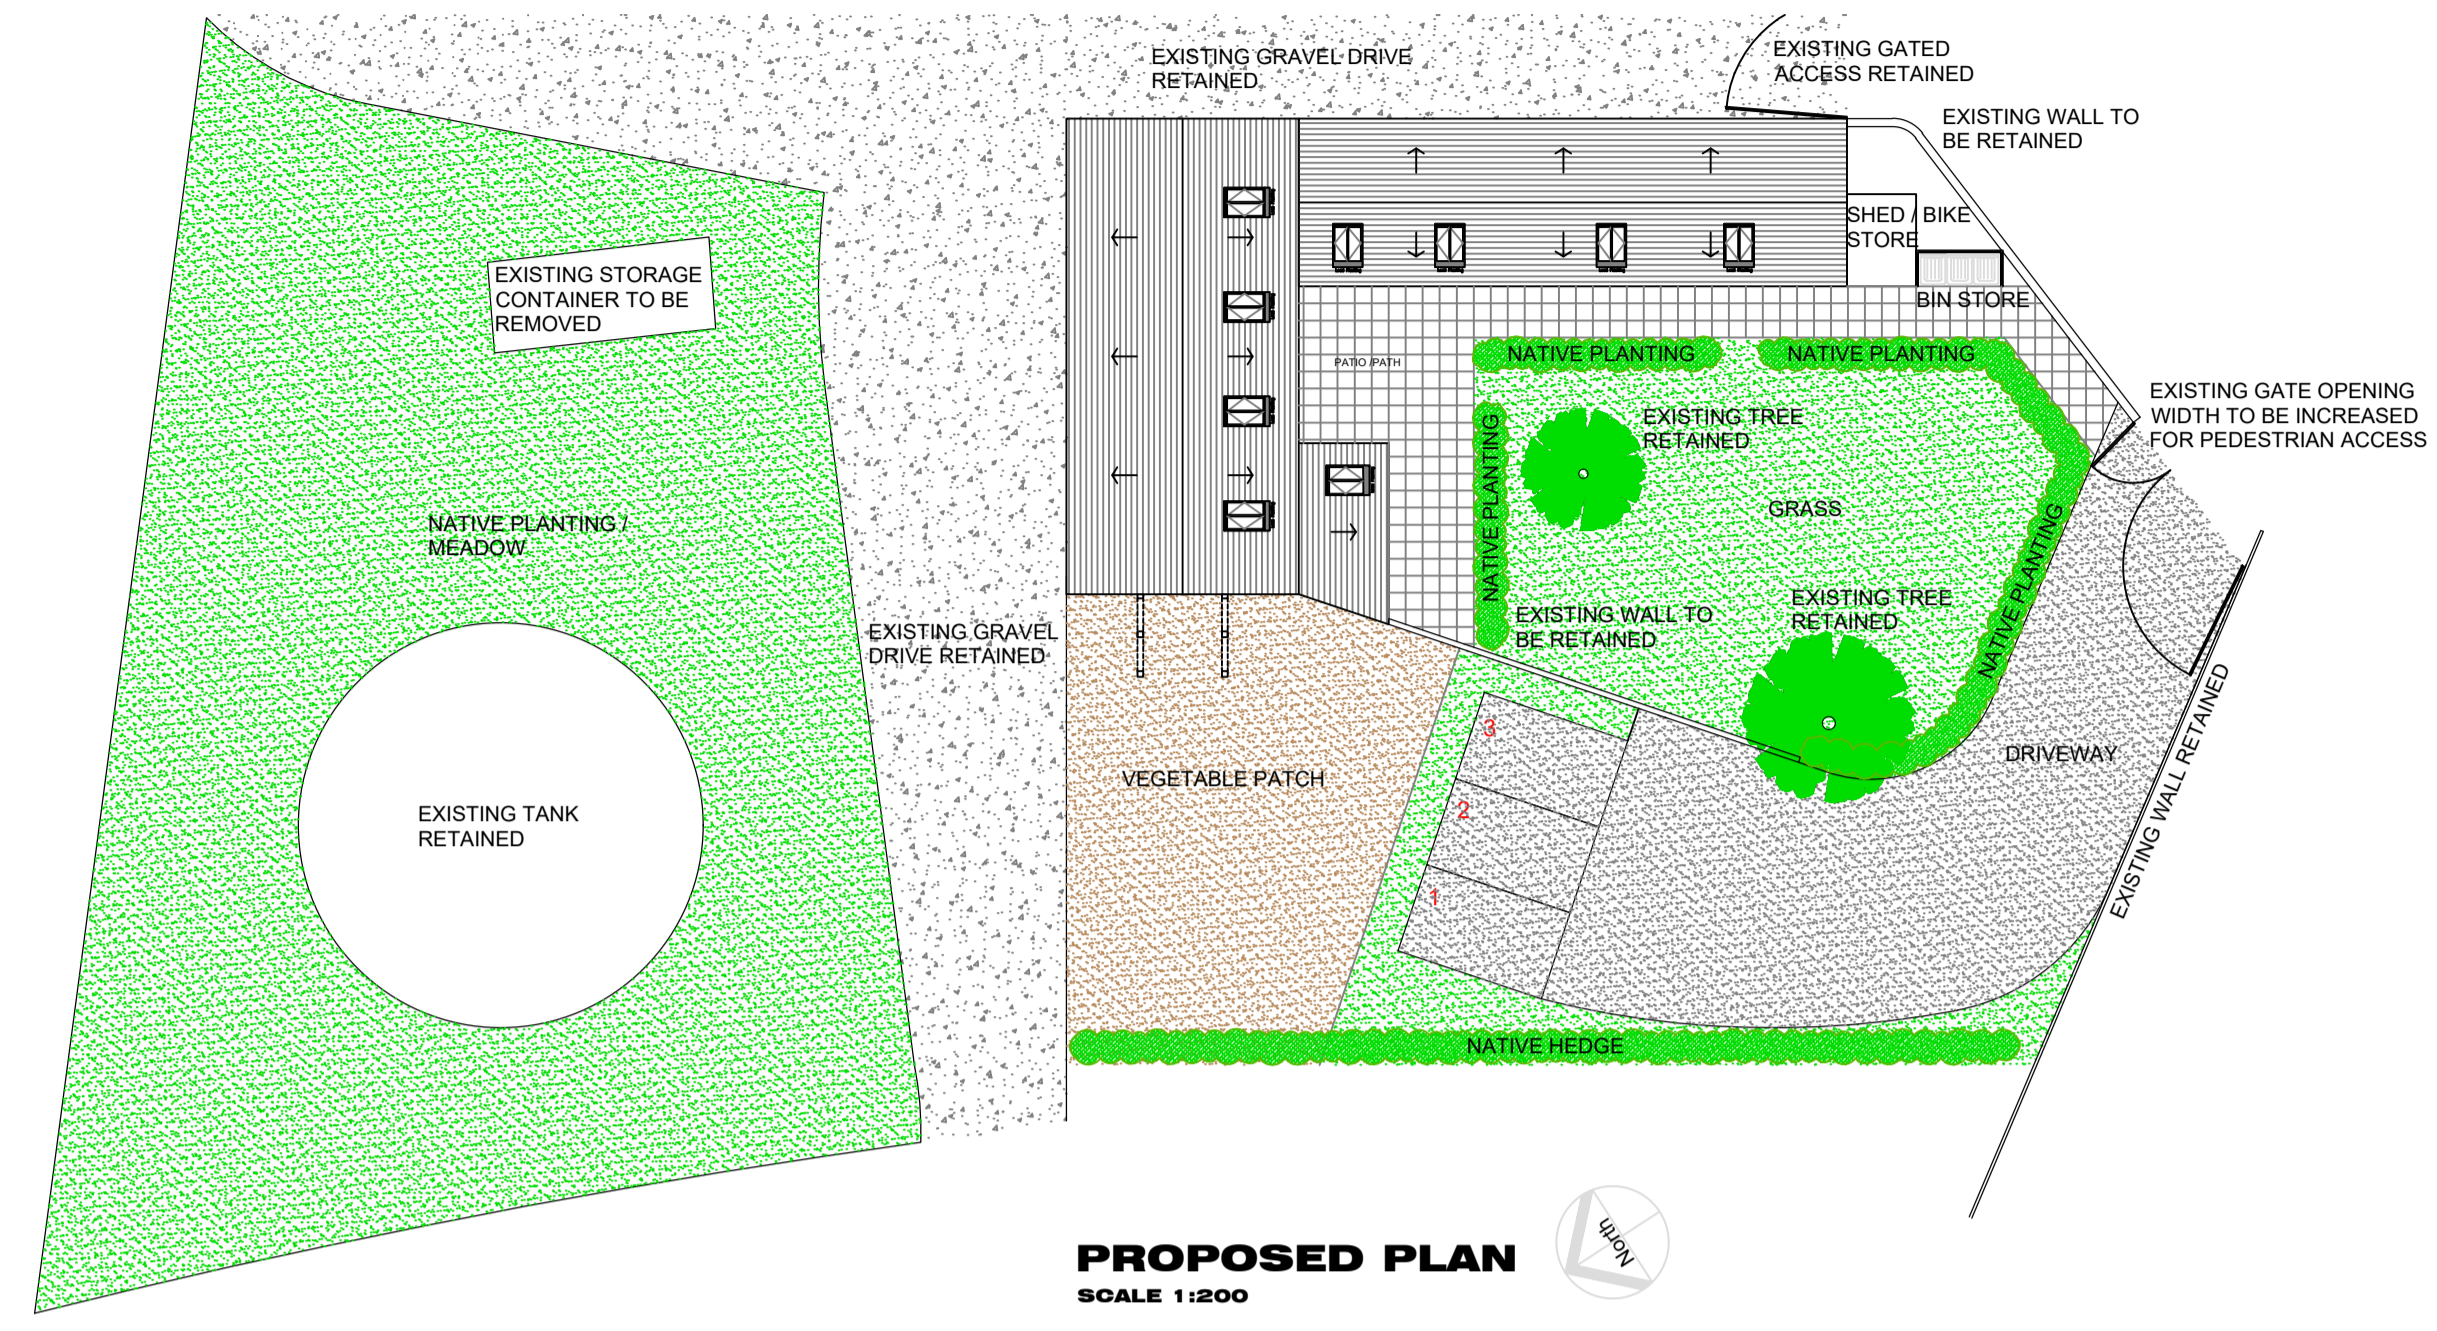 EXISTING GRAVEL DRIVE
RETAINED
EXISTING GATED
ACCESS RETAINED
EXISTING WALL TO
BE RETAINED
SHED / BIKE
STORE
BIN STORE
EXISTING STORAGE
CONTAINER TO BE
REMOVED
PATIO /PATH
NATIVE PLANTING
NATIVE PLANTING
EXISTING GATE OPENING
WIDTH TO BE INCREASED
FOR PEDESTRIAN ACCESS
EXISTING TREE
RETAINED
NATIVE PLANTING
GRASS
NATIVE PLANTING /
MEADOW
NATIVE PLANTING
EXISTING TREE
RETAINED
EXISTING WALL TO
BE RETAINED
EXISTING GRAVEL
DRIVE RETAINED
3
2
1
VEGETABLE PATCH
DRIVEWAY
EXISTING WALL RETAINED
EXISTING TANK
RETAINED
NATIVE HEDGE
PROPOSED PLAN
SCALE 1:200
North